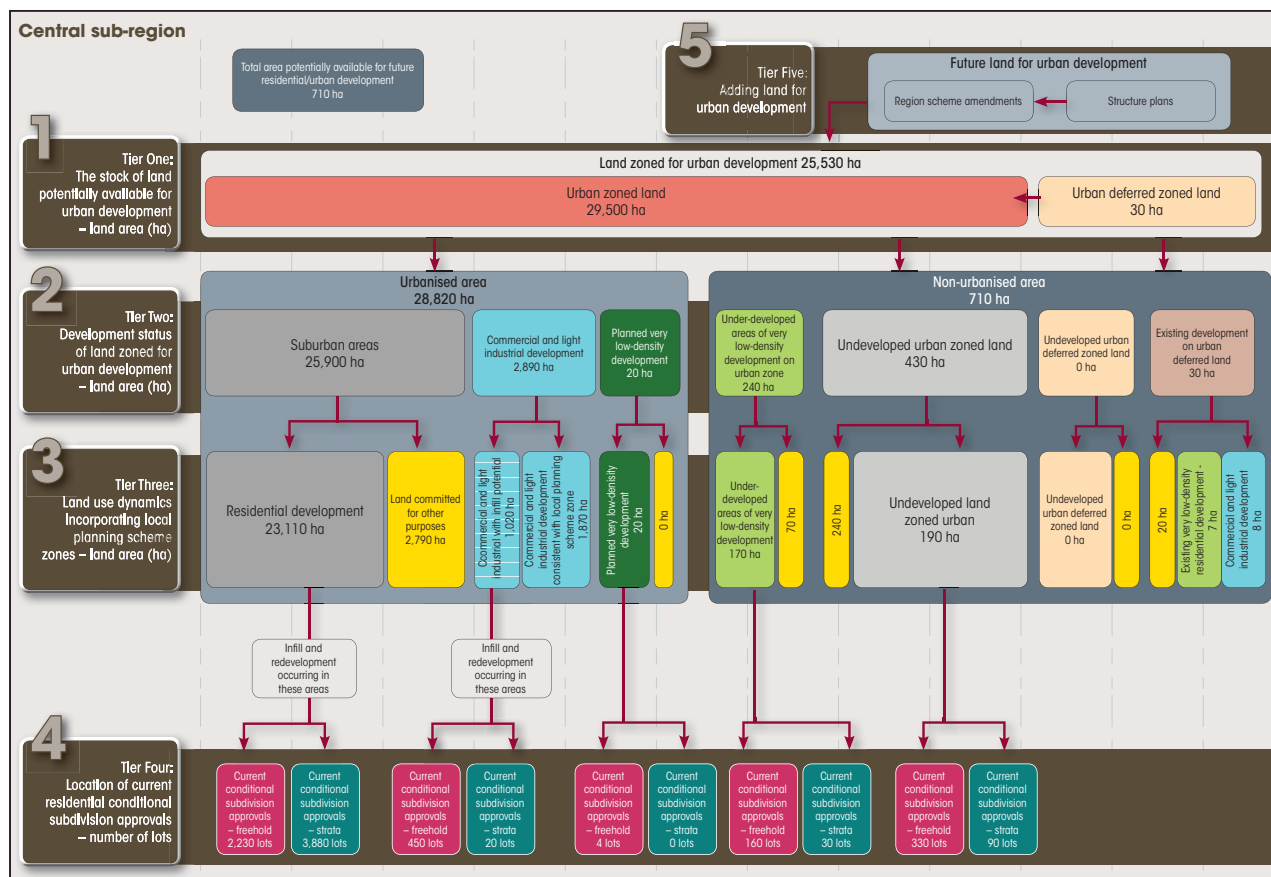 Central sub-region
Total area potentially available for future
residential/urban development
710 ha
5
Tier Five:
Adding land for
urban development
Future land for urban development
Region scheme amendments
Structure plans
1
Tier One:
The stock of land
potentially available for
urban development
– land area (ha)
Land zoned for urban development 25,530 ha
Urban zoned land
29,500 ha
Urban deferred zoned land
30 ha
2
Tier Two:
Development status
of land zoned for
urban development
– land area (ha)
Urbanised area
28,820 ha
Suburban areas
25,900 ha
Commercial and light
industrial development
2,890 ha
Planned very
low-density
development
20 ha
Non-urbanised area
710 ha
Under-developed
areas of very
low-density
development on
urban zone
240 ha
Undeveloped urban zoned land
430 ha
Undeveloped urban
deferred zoned land
0 ha
Existing development
on urban
deferred land
30 ha
3
Tier Three:
Land use dynamics
incorporating local
planning scheme
zones – land area (ha)
Residential development
23,110 ha
Land committed
for other
purposes
2,790 ha
Ccommercial and light
industrial with infill potential
1,020 ha
Commercial and light
industrial development
consistent with local planning
scheme zone
1,870 ha
Planned very low-density
development
20 ha
0 ha
Under-
developed
areas of very
low-density
development
170 ha
70 ha
240 ha
Undeveloped land
zoned urban
190 ha
Undeveloped
urban deferred
zoned land
0 ha
0 ha
20 ha
Existing very low-density
residential development -
7 ha
Commercial and light
industrial development
8 ha
Infill and
redevelopment
occurring in
these areas
Infill and
redevelopment
occurring in
these areas
4
Tier Four:
Location of current
residential conditional
subdivision approvals
– number of lots
Current
conditional
subdivision
approvals
– freehold
2,230 lots
Current
conditional
subdivision
approvals
– strata
3,880 lots
Current
conditional
subdivision
approvals
– freehold
450 lots
Current
conditional
subdivision
approvals
– strata
20 lots
Current
conditional
subdivision
approvals
– freehold
4 lots
Current
conditional
subdivision
approvals
– strata
0 lots
Current
conditional
subdivision
approvals
– freehold
160 lots
Current
conditional
subdivision
approvals
– strata
30 lots
Current
conditional
subdivision
approvals
– freehold
330 lots
Current
conditional
subdivision
approvals
– strata
90 lots